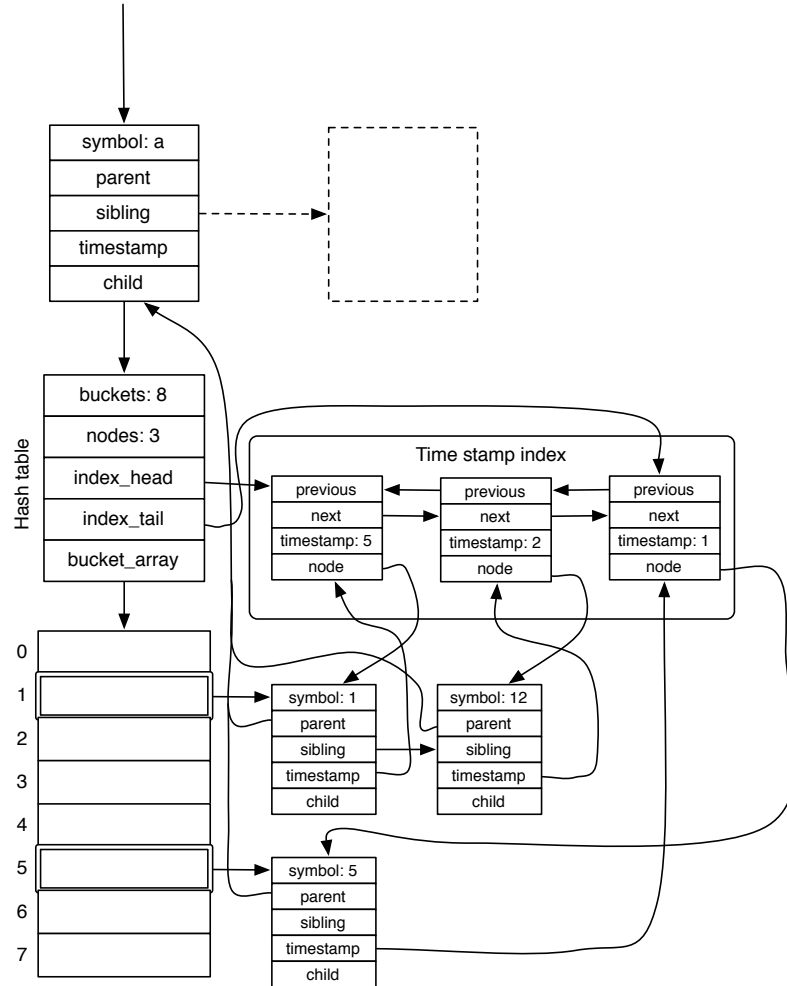 symbol: a
parent
sibling
timestamp
child
Hash table
buckets: 8
nodes: 3
index_head
index_tail
bucket_array
Time stamp index
previous
next
timestamp: 5
node
previous
next
timestamp: 2
node
previous
next
timestamp: 1
node
0
1
2
3
4
5
6
7
symbol: 1
parent
sibling
timestamp
child
symbol: 12
parent
sibling
timestamp
child
symbol: 5
parent
sibling
timestamp
child